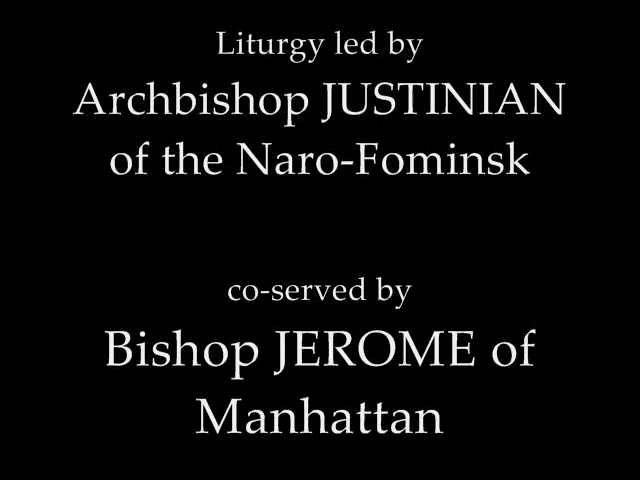 Liturgy led by
Archbishop JUSTINIAN
of the Naro-Fominsk
co-served by
Bishop JEROME of
Manhattan